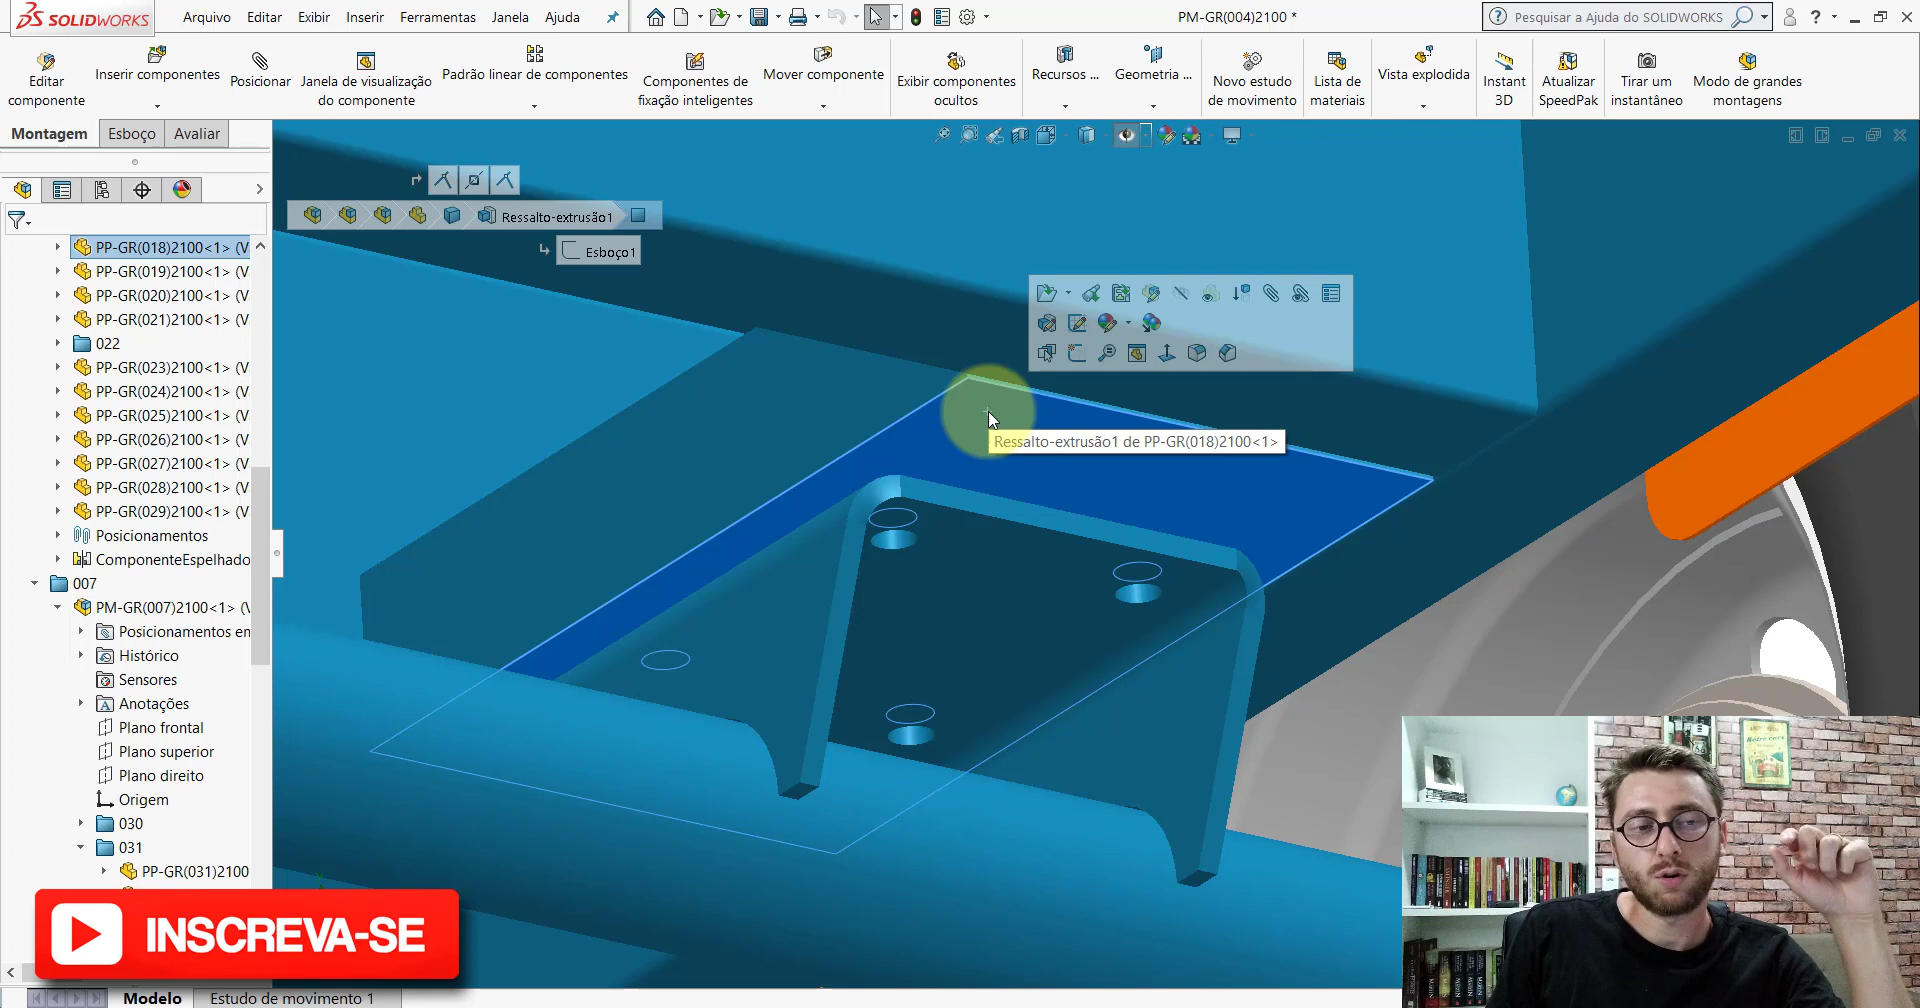 SOLIDWORKS
Arquivo Editar Exibir Inserir Ferramentas Janela Ajuda
PM-GR(004)2100 *
Pesquisar a Ajuda do SOLIDWORKS
Editar componente
Inserir componentes
Posicionar
Janela de visualização do componente
Padrão linear de componentes
Componentes de fixação inteligentes
Mover componente
Exibir componentes ocultos
Recursos ...
Geometria ...
Novo estudo de movimento
Lista de materiais
Vista explodida
Instant 3D
Atualizar SpeedPak
Tirar um instantâneo
Modo de grandes montagens
Montagem Esboço Avaliar
Ressalto-extrusão1
Esboço1
PP-GR(018)2100<1> (V
PP-GR(019)2100<1> (V
PP-GR(020)2100<1> (V
PP-GR(021)2100<1> (V
022
PP-GR(023)2100<1> (V
PP-GR(024)2100<1> (V
PP-GR(025)2100<1> (V
PP-GR(026)2100<1> (V
PP-GR(027)2100<1> (V
PP-GR(028)2100<1> (V
PP-GR(029)2100<1> (V
Posicionamentos
ComponenteEspelhado
007
PM-GR(007)2100<1> (V
Posicionamentos en
Histórico
Sensores
Anotações
Plano frontal
Plano superior
Plano direito
Origem
030
031
PP-GR(031)2100
Ressalto-extrusão1 de PP-GR(018)2100<1>
INSCREVA-SE
Modelo Estudo de movimento 1